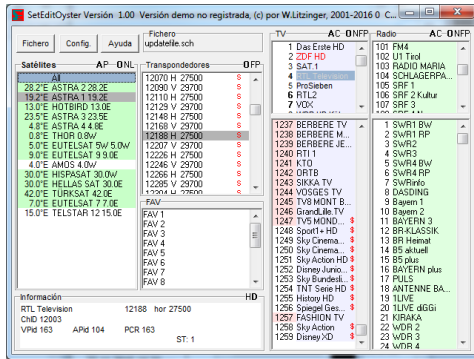 SetEditOyster Versión 1.00 Versión demo no registrada, (c) por W.Litzinger, 2001-2016 0 C...
Fichero Config. Ayuda
Fichero
updatefile.sch
Satélites AP-ONL
All
28.2°E ASTRA 2 28.2E
19.2°E ASTRA 1 19.2E
13.0°E HOTBIRD 13.0E
23.5°E ASTRA 3 23.5E
4.8°E ASTRA 4 4.8E
0.8°W THOR 0.8W
5.0°W EUTELSAT 5W 5.0W
9.0°E EUTELSAT 9 9.0E
4.0°W AMOS 4.0W
30.0°W HISPASAT 30.0W
39.0°E HELLAS SAT 30.0E
42.0°E TURKSAT 42.0E
7.0°E EUTELSAT 7 7.0E
15.0°W TELSTAR 12 15.0E
Transpondedores OFP
12070 H 27500 S
12090 V 29700 S
12110 H 27500 S
12129 V 29700 S
12148 H 27500 S
12168 V 29700 S
12188 H 27500 S
12207 V 29700 S
12226 H 27500 S
12246 V 29700 S
12266 H 27500 S
12285 V 29700 S
12304 H 27500 S
FAV
FAV 1
FAV 2
FAV 3
FAV 4
FAV 5
FAV 6
FAV 7
FAV 8
TV AC-ONFP
1 Das Erste HD
2 ZDF HD
3 SAT.1
4 RTL Television
5 ProSieben
6 RTL2
7 VOX
1237 BERBERE TV
1238 BERBERE M...
1239 BERBERE JE...
1240 RTI 1
1241 KTO
1242 ORTB
1243 SIKKA TV
1244 VOSGES TV
1245 TV8 MONT B...
1246 GrandLille.TV
1247 TV5 MOND... $
1248 Sport1+ HD $
1249 Sky Cinema... $
1250 Sky Cinema... $
1251 Sky Action HD $
1252 Disney Junio... $
1253 Sky Bundesli... $
1254 TNT Serie HD $
1255 History HD $
1256 Spiegel Ges... $
1257 FASHION TV
1258 Sky Action $
1259 Disney XD $
Radio AC-ONFP
101 FM4
102 U1 Tirol
103 RADIO MARIA
104 SCHLAGERPA...
105 SRF 1
106 SRF 2 Kultur
107 SRF 3
1 SWR1 BW
2 SWR1 RP
3 SWR2
4 SWR3
5 SWR4 BW
6 SWR4 RP
7 SWRinfo
8 DASDING
9 Bayern 1
10 Bayern 2
11 BAYERN 3
12 BR-KLASSIK
13 BR Heimat
14 B5 aktuell
15 B5 plus
16 BAYERN plus
17 PULS
18 ANTENNE BA...
19 1LIVE
20 1LIVE diGGi
21 KIRAKA
22 WDR 2
23 WDR 3
24 WDR 4
Información HD-
RTL Television 12188 hor 27500
ChID 12003
VPid 163 APid 104 PCR 163
ST: 1